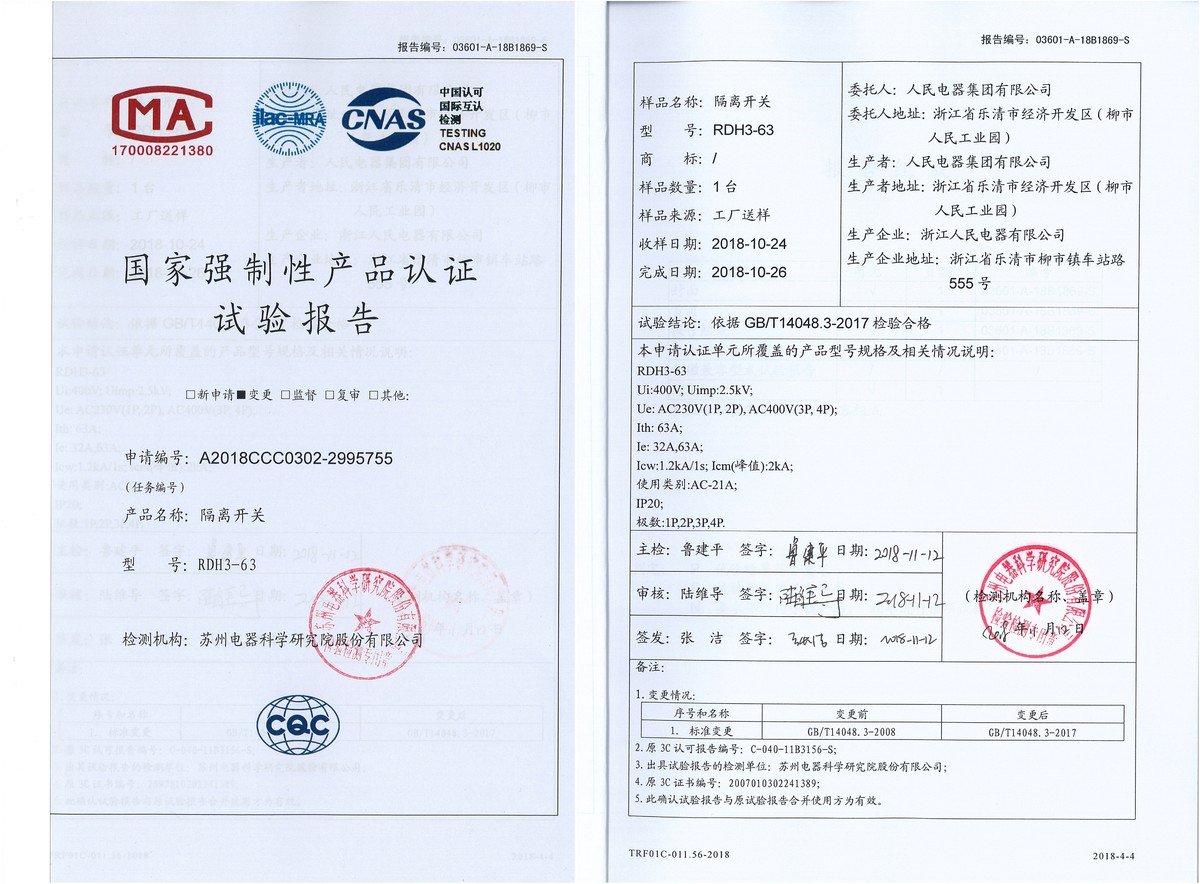 报告编号：03601-A-18B1869-S
MA
170008221380
ilac-MRA
CNAS
中国认可
国际互认
检测
TESTING
CNAS L1020
国家强制性产品认证
试验报告
□新申请■变更 □监督 □复审 □其他:
申请编号：A2018CCC0302-2995755
(任务编号)
产品名称：隔离开关
型 号：RDH3-63
检测机构：苏州电器科学研究院股份有限公司
CQC
报告编号：03601-A-18B1869-S
样品名称：隔离开关
型 号：RDH3-63
商 标：/
样品数量：1 台
样品来源：工厂送样
收样日期：2018-10-24
完成日期：2018-10-26
委托人：人民电器集团有限公司
委托人地址：浙江省乐清市经济开发区（柳市
人民工业园）
生产者：人民电器集团有限公司
生产者地址：浙江省乐清市经济开发区（柳市
人民工业园）
生产企业：浙江人民电器有限公司
生产企业地址：浙江省乐清市柳市镇车站路
555 号
试验结论：依据 GB/T14048.3-2017 检验合格
本申请认证单元所覆盖的产品型号规格及相关情况说明：
RDH3-63
Ui:400V; Uimp:2.5kV;
Ue: AC230V(1P, 2P), AC400V(3P, 4P);
Ith: 63A;
Ie: 32A,63A;
Icw:1.2kA/1s; Icm(峰值):2kA;
使用类别:AC-21A;
IP20;
极数:1P,2P,3P,4P.
主检：鲁建平 签字：鲁建平 日期：2018-11-12
审核：陆维导 签字： 日期：2018-11-12
签发：张 洁 签字： 日期：2018-11-12
（检测机构名称、盖章）
2018年11月12日
备注：
1. 变更情况：
序号和名称 变更前 变更后
1. 标准变更 GB/T14048.3-2008 GB/T14048.3-2017
2. 原 3C 认可报告编号：C-040-11B3156-S；
3. 出具试验报告的检测单位：苏州电器科学研究院股份有限公司；
4. 原 3C 证书编号：2007010302241389；
5. 此确认试验报告与原试验报告合并使用方为有效。
TRF01C-011.56-2018
2018-4-4